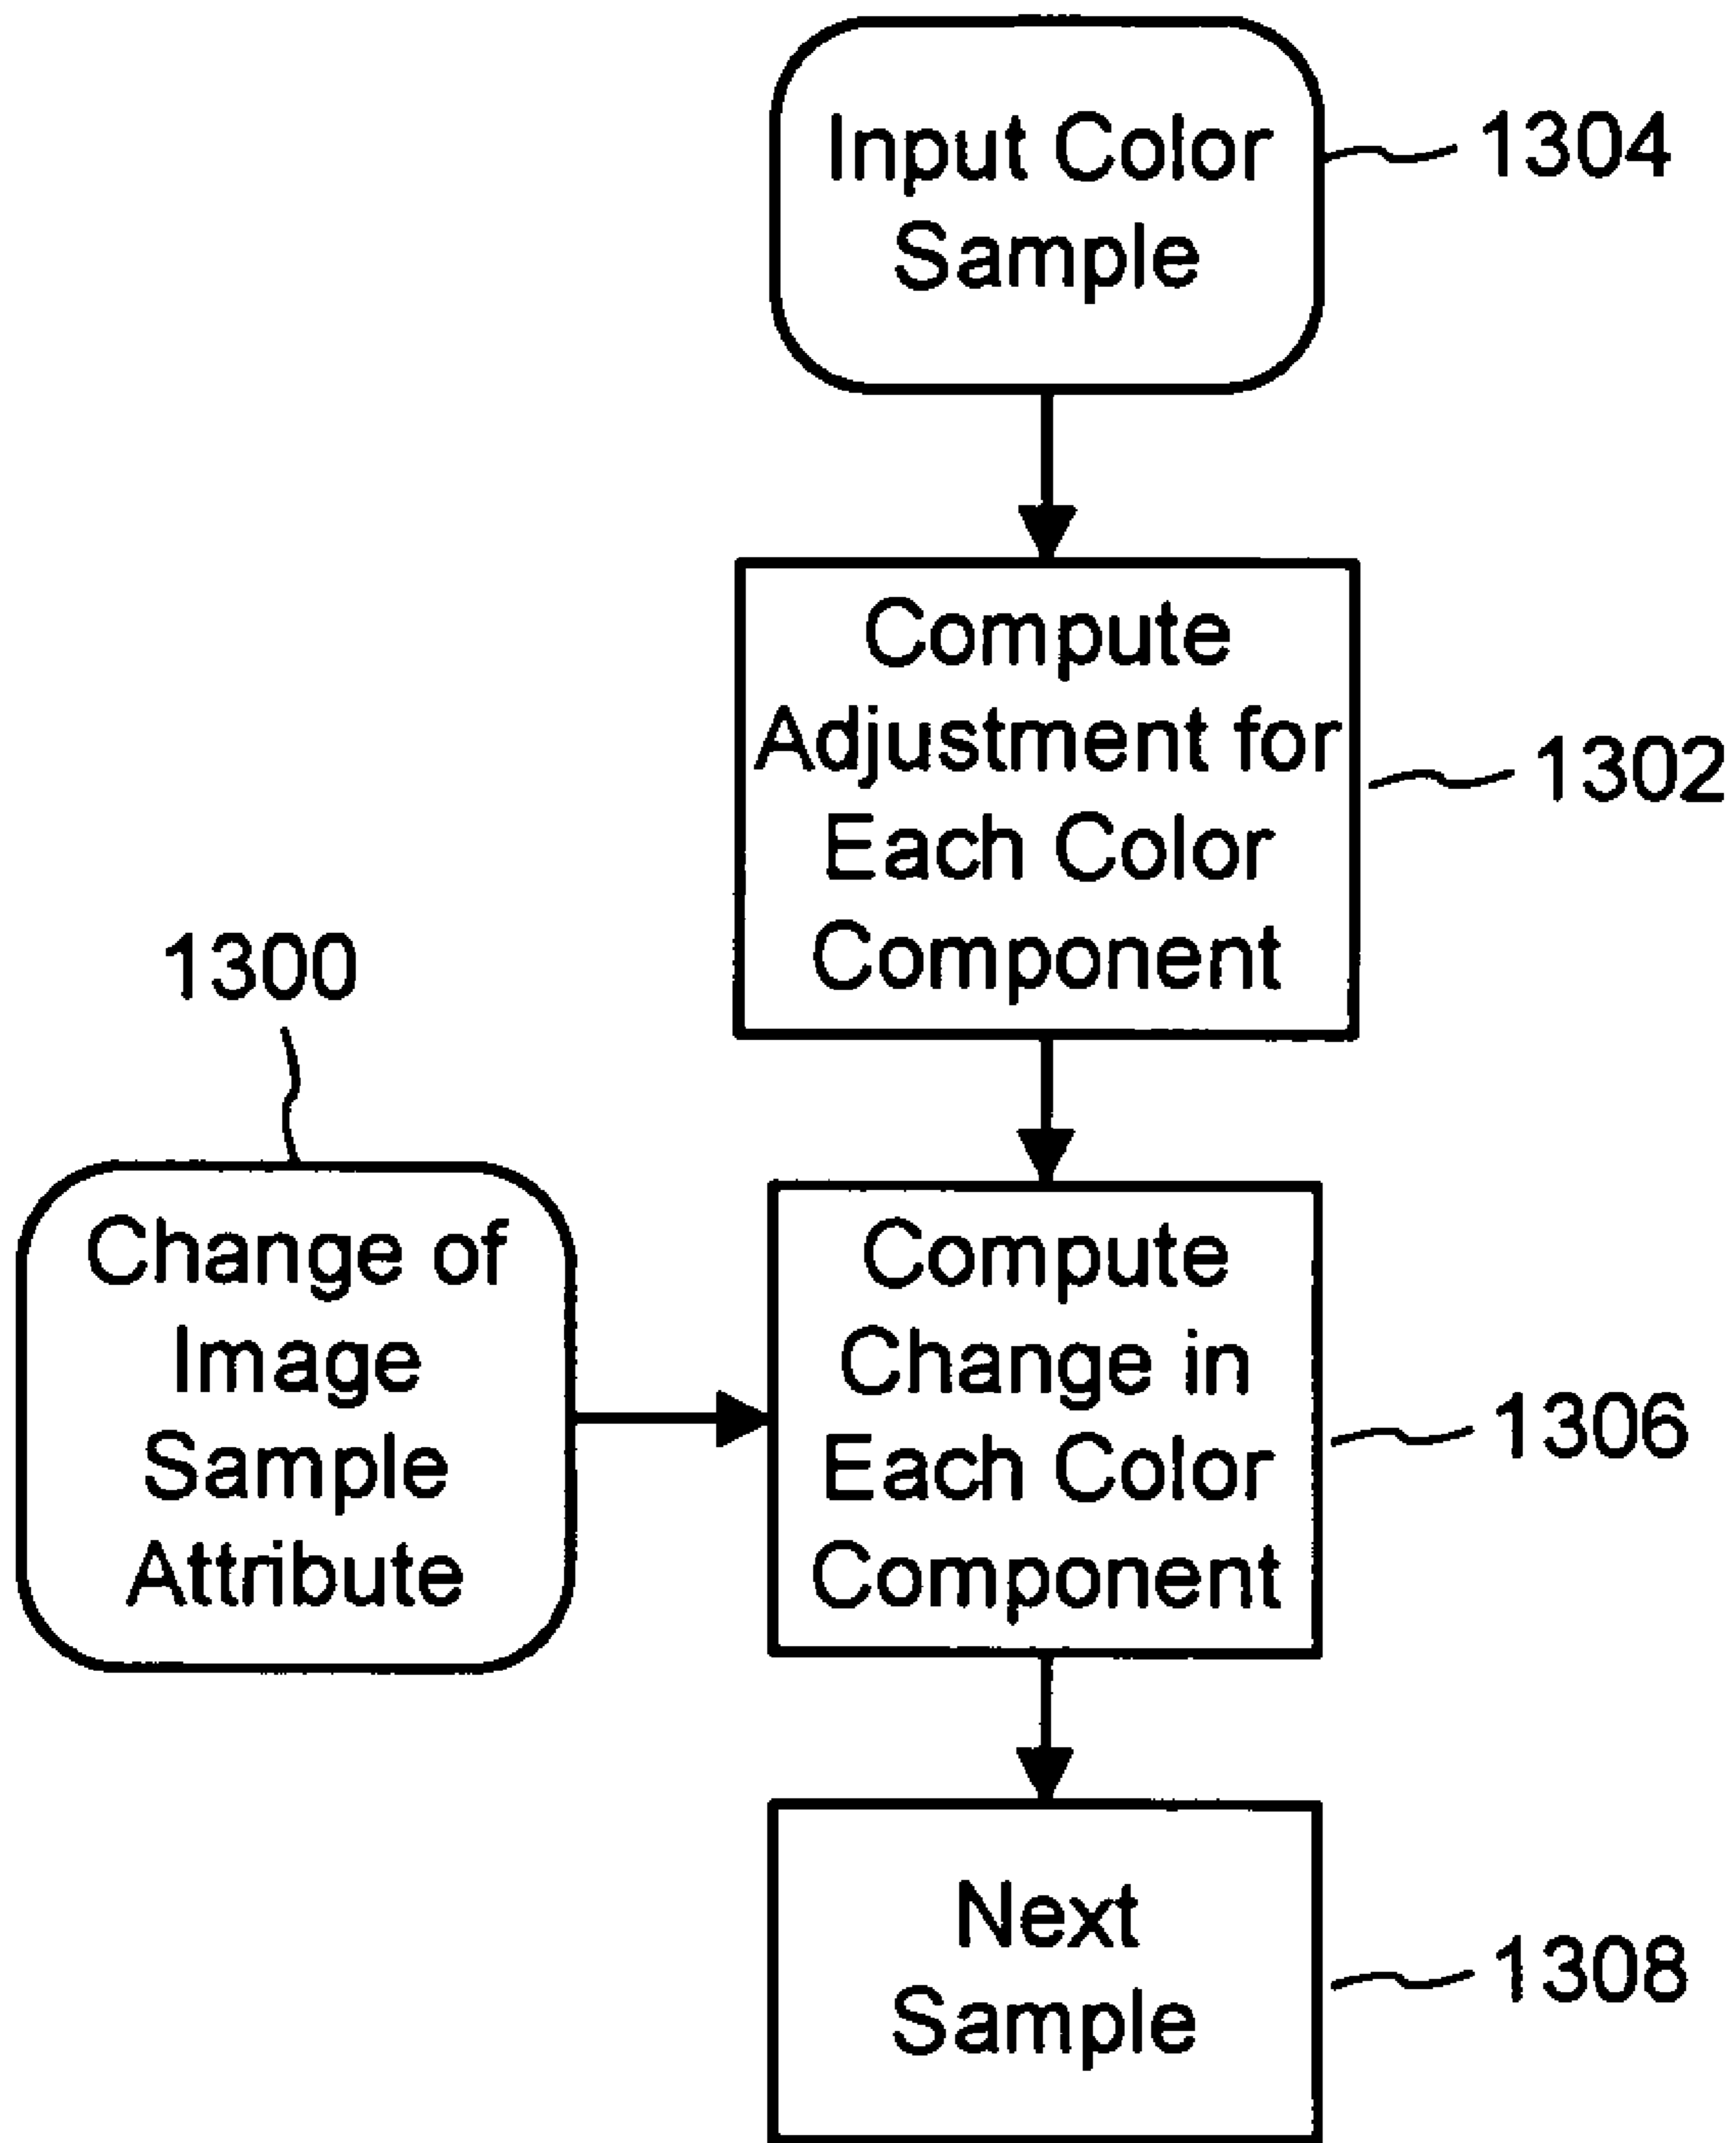 Input Color
Sample
1304
Compute
Adjustment for
Each Color
Component
1302
1300
Change of
Image
Sample
Attribute
Compute
Change in
Each Color
Component
1306
Next
Sample
1308